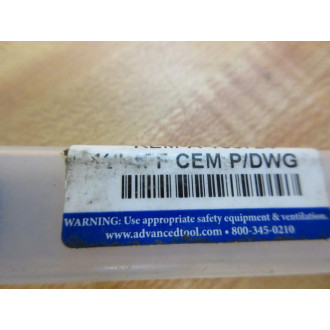 CEM P/DWG
WARNING: Use appropriate safety equipment & ventilation.
www.advancedtool.com • 800-345-0210